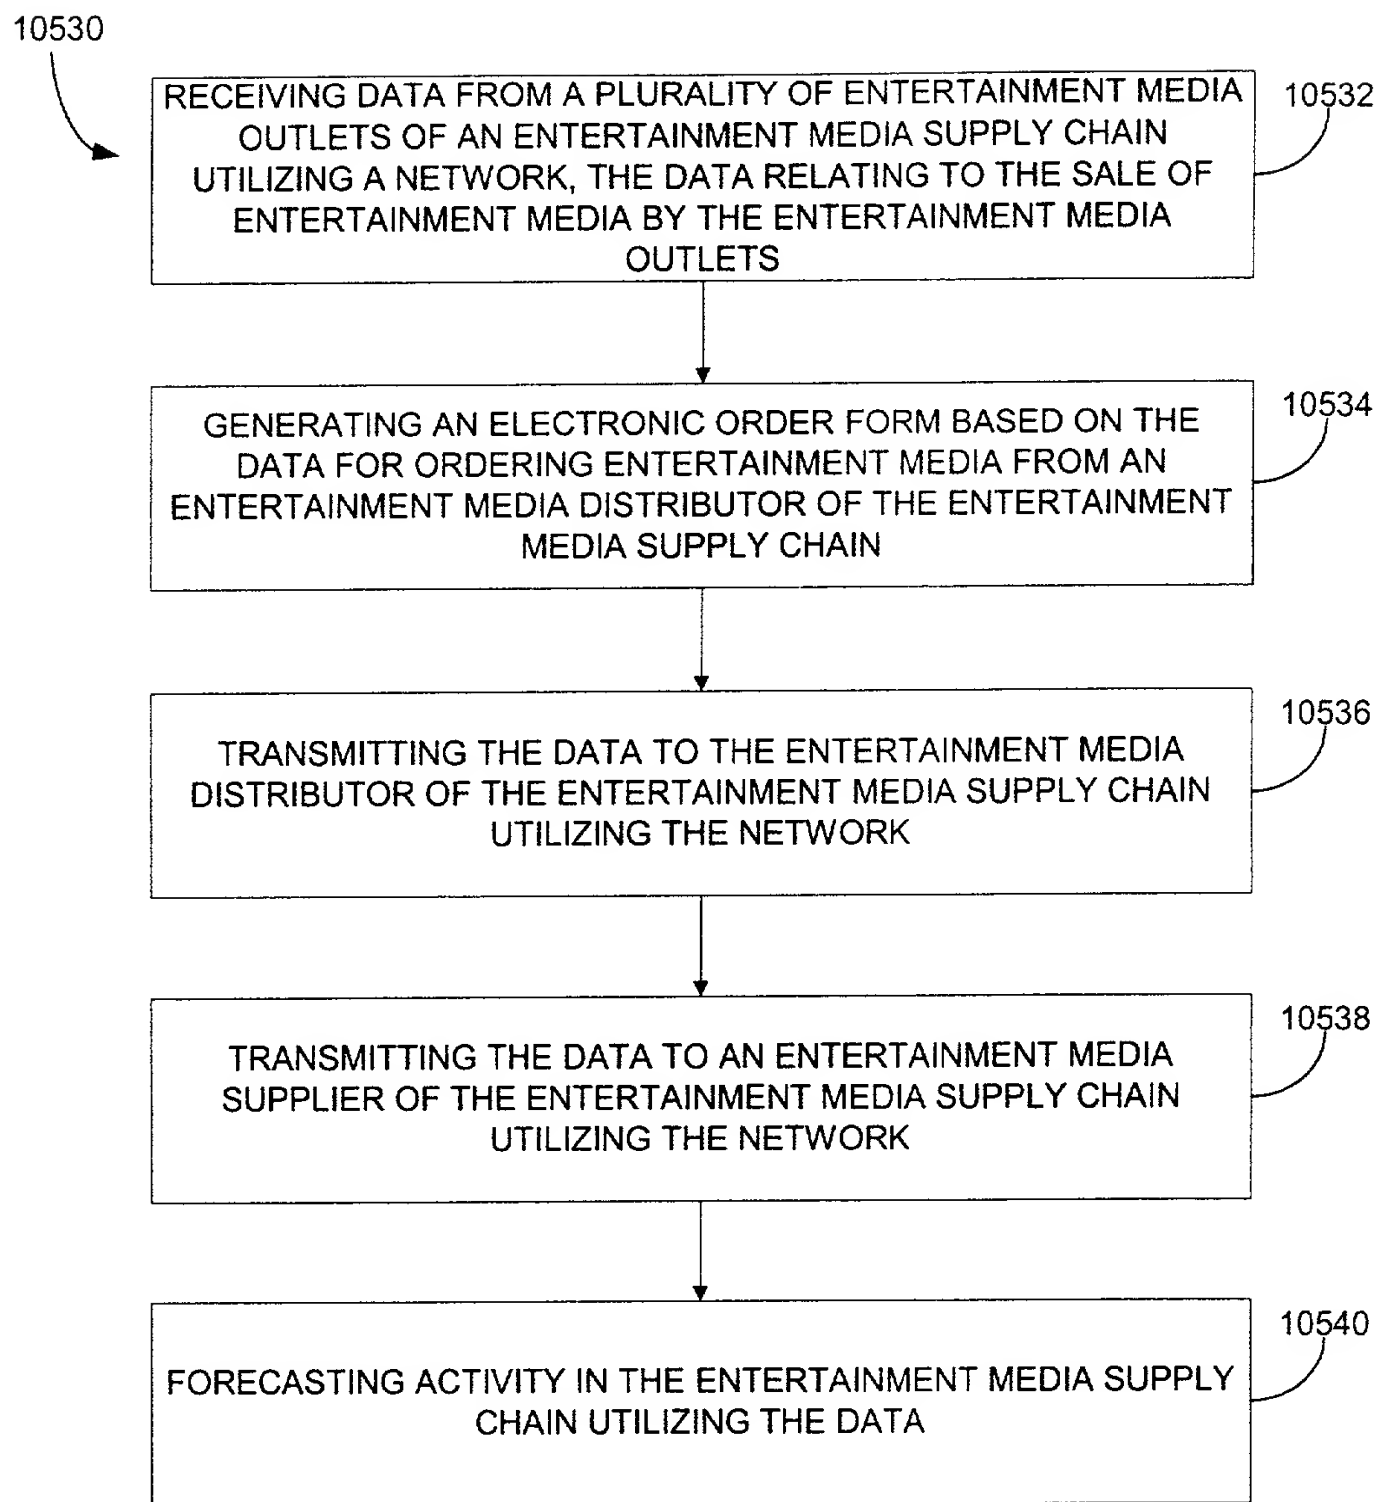 10530
RECEIVING DATA FROM A PLURALITY OF ENTERTAINMENT MEDIA
OUTLETS OF AN ENTERTAINMENT MEDIA SUPPLY CHAIN
UTILIZING A NETWORK, THE DATA RELATING TO THE SALE OF
ENTERTAINMENT MEDIA BY THE ENTERTAINMENT MEDIA
OUTLETS
10532
GENERATING AN ELECTRONIC ORDER FORM BASED ON THE
DATA FOR ORDERING ENTERTAINMENT MEDIA FROM AN
ENTERTAINMENT MEDIA DISTRIBUTOR OF THE ENTERTAINMENT
MEDIA SUPPLY CHAIN
10534
TRANSMITTING THE DATA TO THE ENTERTAINMENT MEDIA
DISTRIBUTOR OF THE ENTERTAINMENT MEDIA SUPPLY CHAIN
UTILIZING THE NETWORK
10536
TRANSMITTING THE DATA TO AN ENTERTAINMENT MEDIA
SUPPLIER OF THE ENTERTAINMENT MEDIA SUPPLY CHAIN
UTILIZING THE NETWORK
10538
FORECASTING ACTIVITY IN THE ENTERTAINMENT MEDIA SUPPLY
CHAIN UTILIZING THE DATA
10540